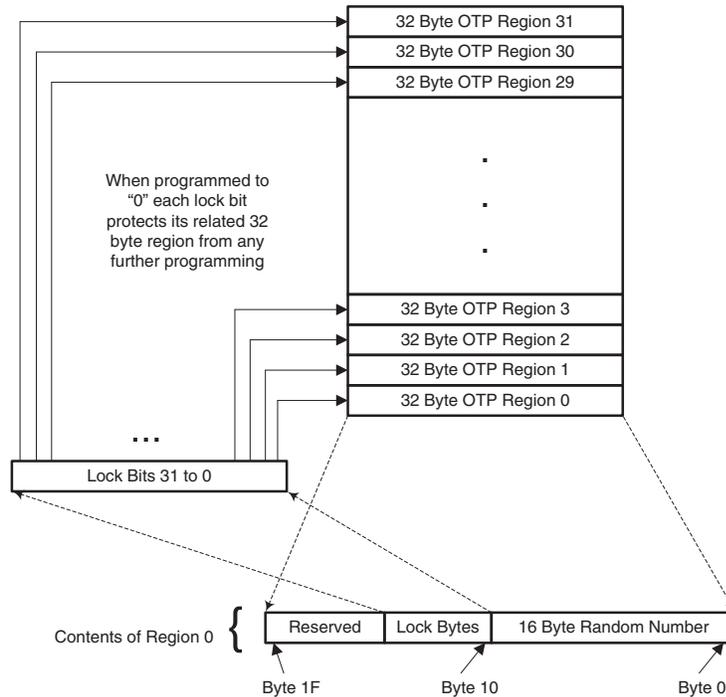 32 Byte OTP Region 31
32 Byte OTP Region 30
32 Byte OTP Region 29
.
.
.
When programmed to
“0” each lock bit
protects its related 32
byte region from any
further programming
32 Byte OTP Region 3
32 Byte OTP Region 2
32 Byte OTP Region 1
32 Byte OTP Region 0
...
Lock Bits 31 to 0
Contents of Region 0 {
Reserved
Lock Bytes
16 Byte Random Number
Byte 1F
Byte 10
Byte 0